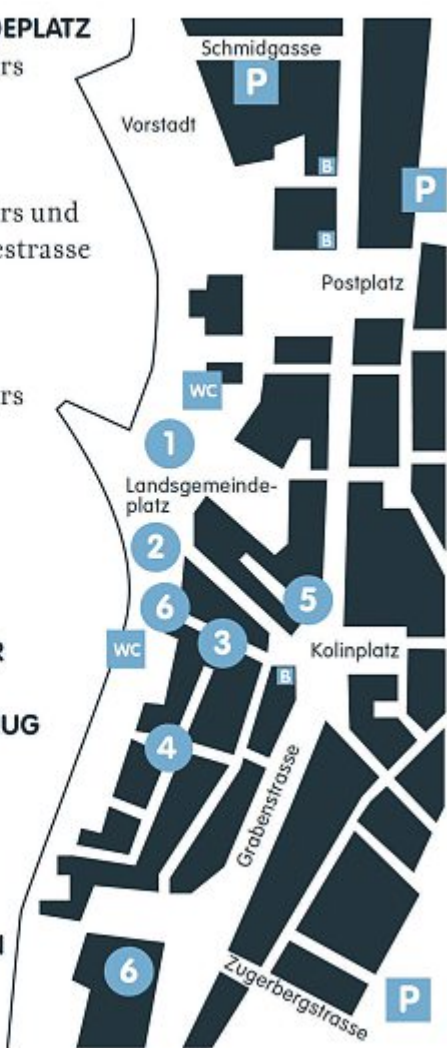 EPLATZ
rs
Schmidgasse
P
Vorstadt
B
P
rs und
B
estrasse
Postplatz
WC
rs
1
Landsgemeinde-
platz
2
6
5
3
R
WC
Kolinplatz
B
UG
4
Grabenstrasse
6
Zugerbergstrasse
P